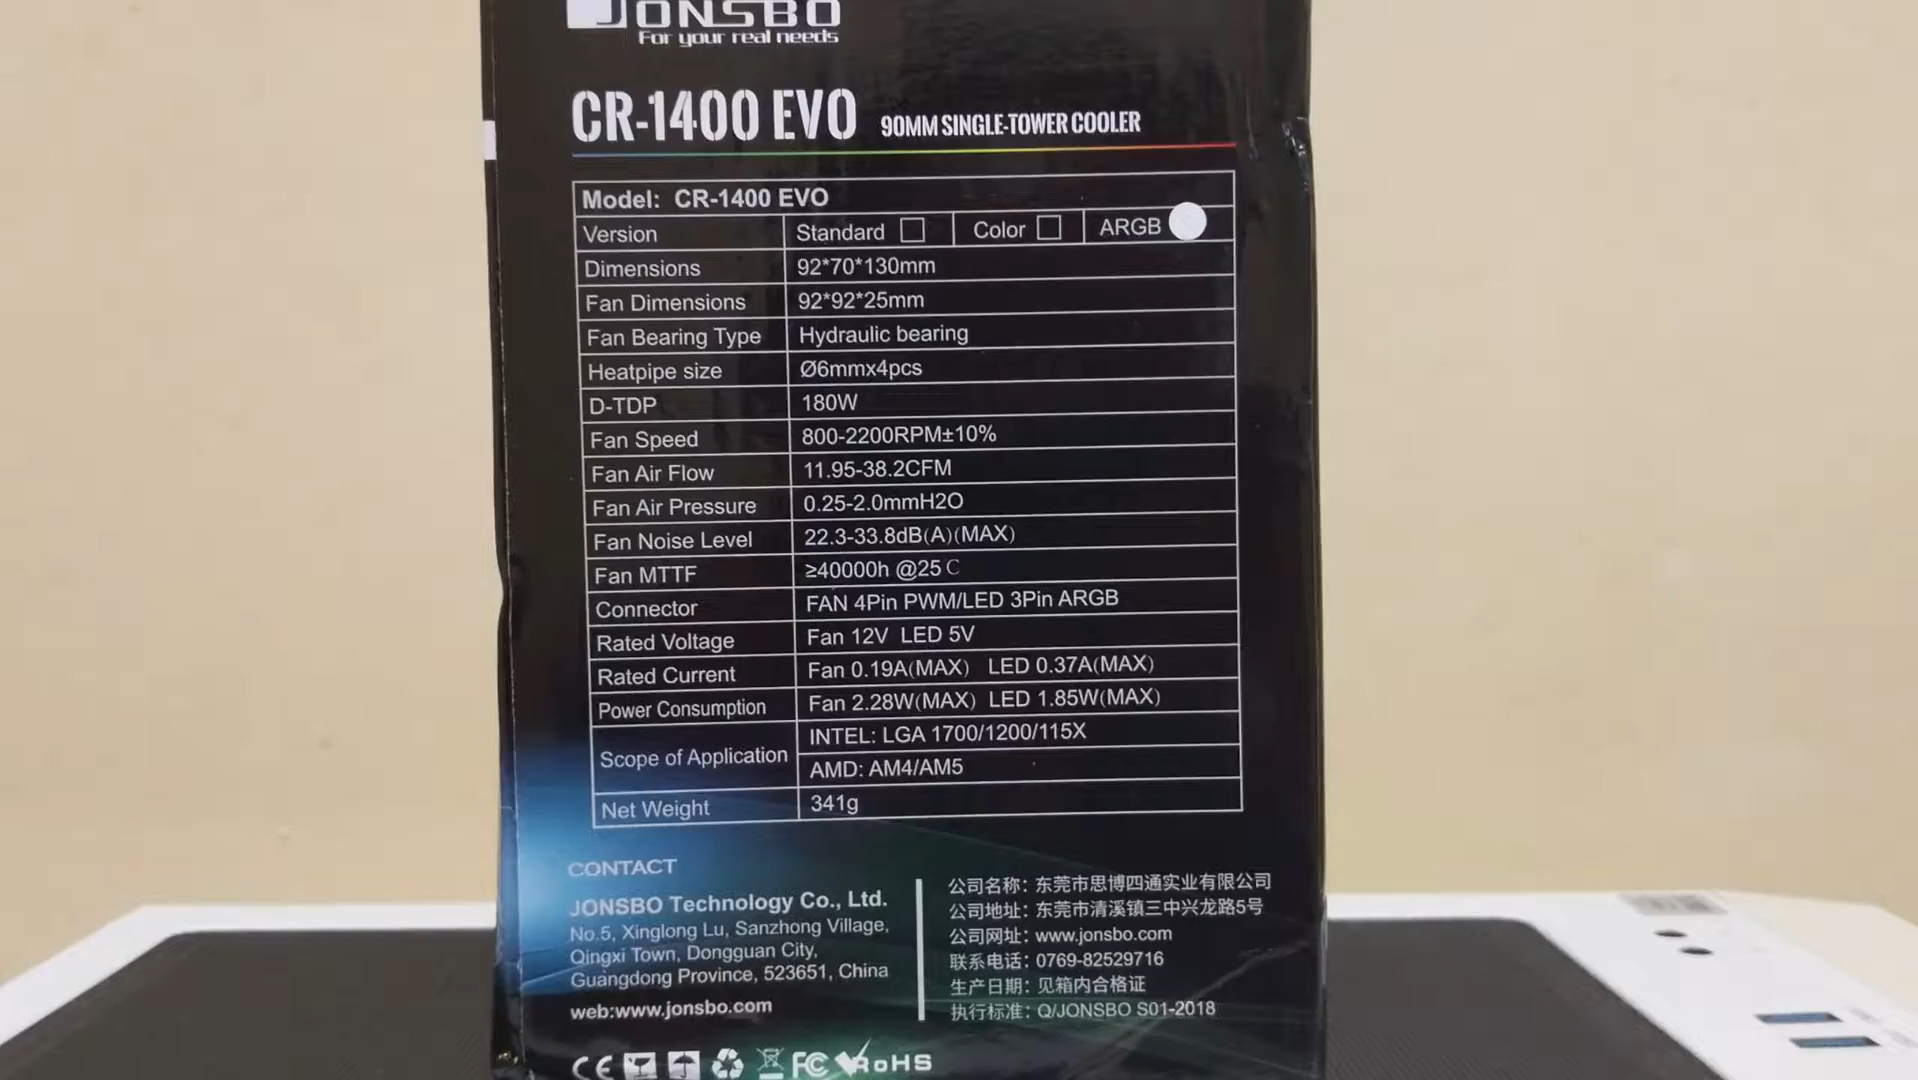 JONSBO
For your real needs
CR-1400 EVO 90MM SINGLE-TOWER COOLER
Model: CR-1400 EVO
Version Standard Color ARGB
Dimensions 92*70*130mm
Fan Dimensions 92*92*25mm
Fan Bearing Type Hydraulic bearing
Heatpipe size Ø6mmx4pcs
D-TDP 180W
Fan Speed 800-2200RPM±10%
Fan Air Flow 11.95-38.2CFM
Fan Air Pressure 0.25-2.0mmH2O
Fan Noise Level 22.3-33.8dB(A)(MAX)
Fan MTTF ≥40000h @25℃
Connector FAN 4Pin PWM/LED 3Pin ARGB
Rated Voltage Fan 12V LED 5V
Rated Current Fan 0.19A(MAX) LED 0.37A(MAX)
Power Consumption Fan 2.28W(MAX) LED 1.85W(MAX)
Scope of Application INTEL: LGA 1700/1200/115X
AMD: AM4/AM5
Net Weight 341g
CONTACT
JONSBO Technology Co., Ltd.
No.5, Xinglong Lu, Sanzhong Village,
Qingxi Town, Dongguan City,
Guangdong Province, 523651, China
web:www.jonsbo.com
公司名称：东莞市思博四通实业有限公司
公司地址：东莞市清溪镇三中兴龙路5号
公司网址：www.jonsbo.com
联系电话：0769-82529716
生产日期：见箱内合格证
执行标准：Q/JONSBO S01-2018
CE FC RoHS